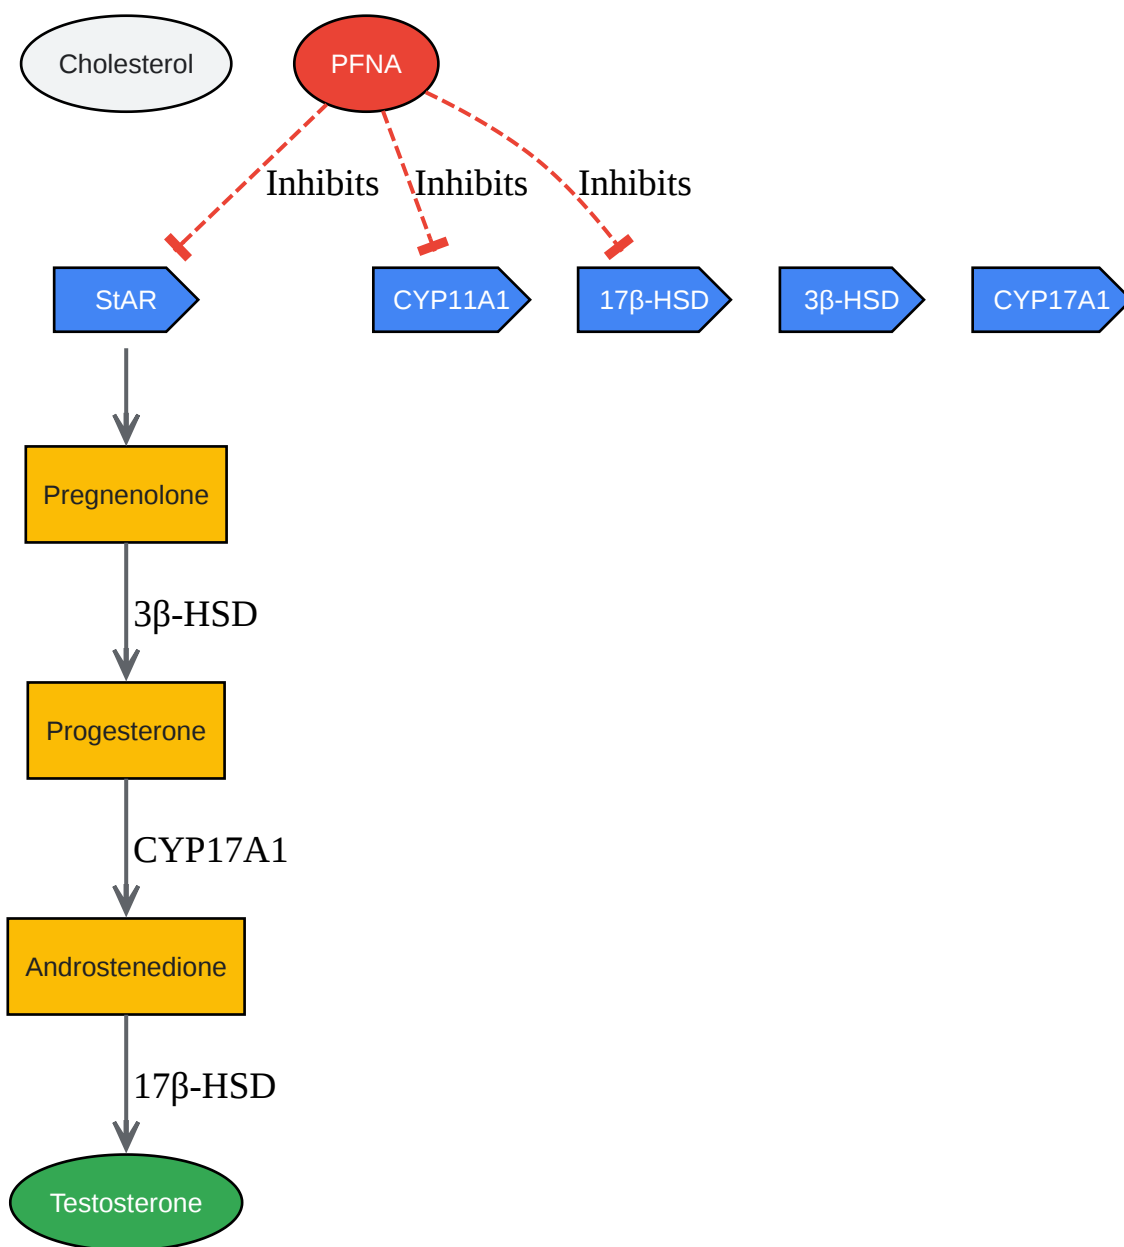 Cholesterol
PFNA
Inhibits
Inhibits
Inhibits
StAR
CYP11A1
17β-HSD
3β-HSD
CYP17A1
Pregnenolone
3β-HSD
Progesterone
CYP17A1
Androstenedione
17β-HSD
Testosterone